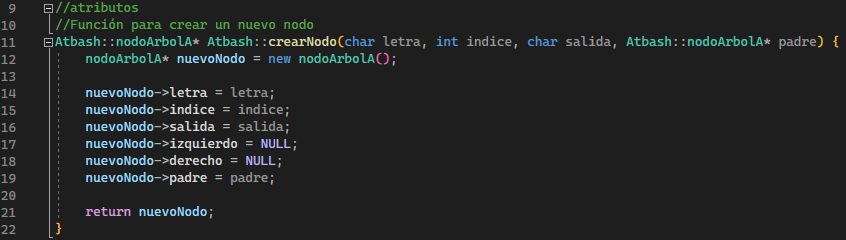 9 //atributos
10 //Función para crear un nuevo nodo
11 Atbash::nodoArbolA* Atbash::crearNodo(char letra, int indice, char salida, Atbash::nodoArbolA* padre) {
12 nodoArbolA* nuevoNodo = new nodoArbolA();
13
14 nuevoNodo->letra = letra;
15 nuevoNodo->indice = indice;
16 nuevoNodo->salida = salida;
17 nuevoNodo->izquierdo = NULL;
18 nuevoNodo->derecho = NULL;
19 nuevoNodo->padre = padre;
20
21 return nuevoNodo;
22 }